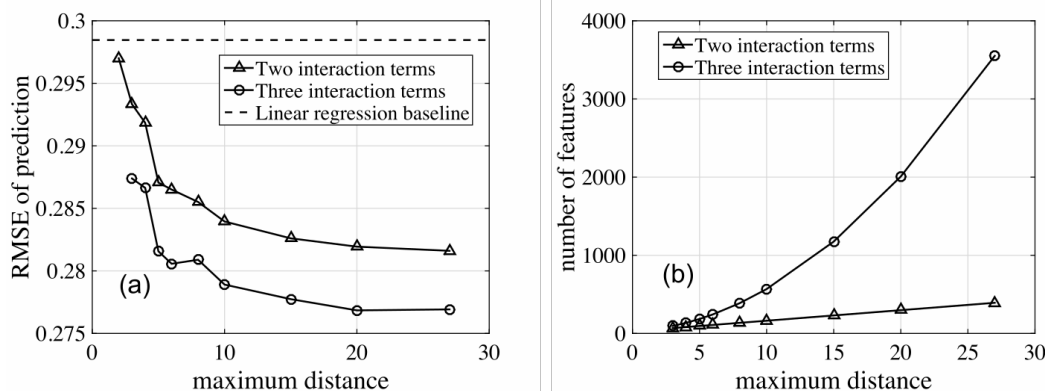 0.3
0.295
0.29
0.285
0.28
0.275
RMSE of prediction
Two interaction terms
Three interaction terms
Linear regression baseline
(a)
0
10
20
30
maximum distance
4000
3000
2000
1000
0
number of features
Two interaction terms
Three interaction terms
(b)
0
5
10
15
20
25
30
maximum distance